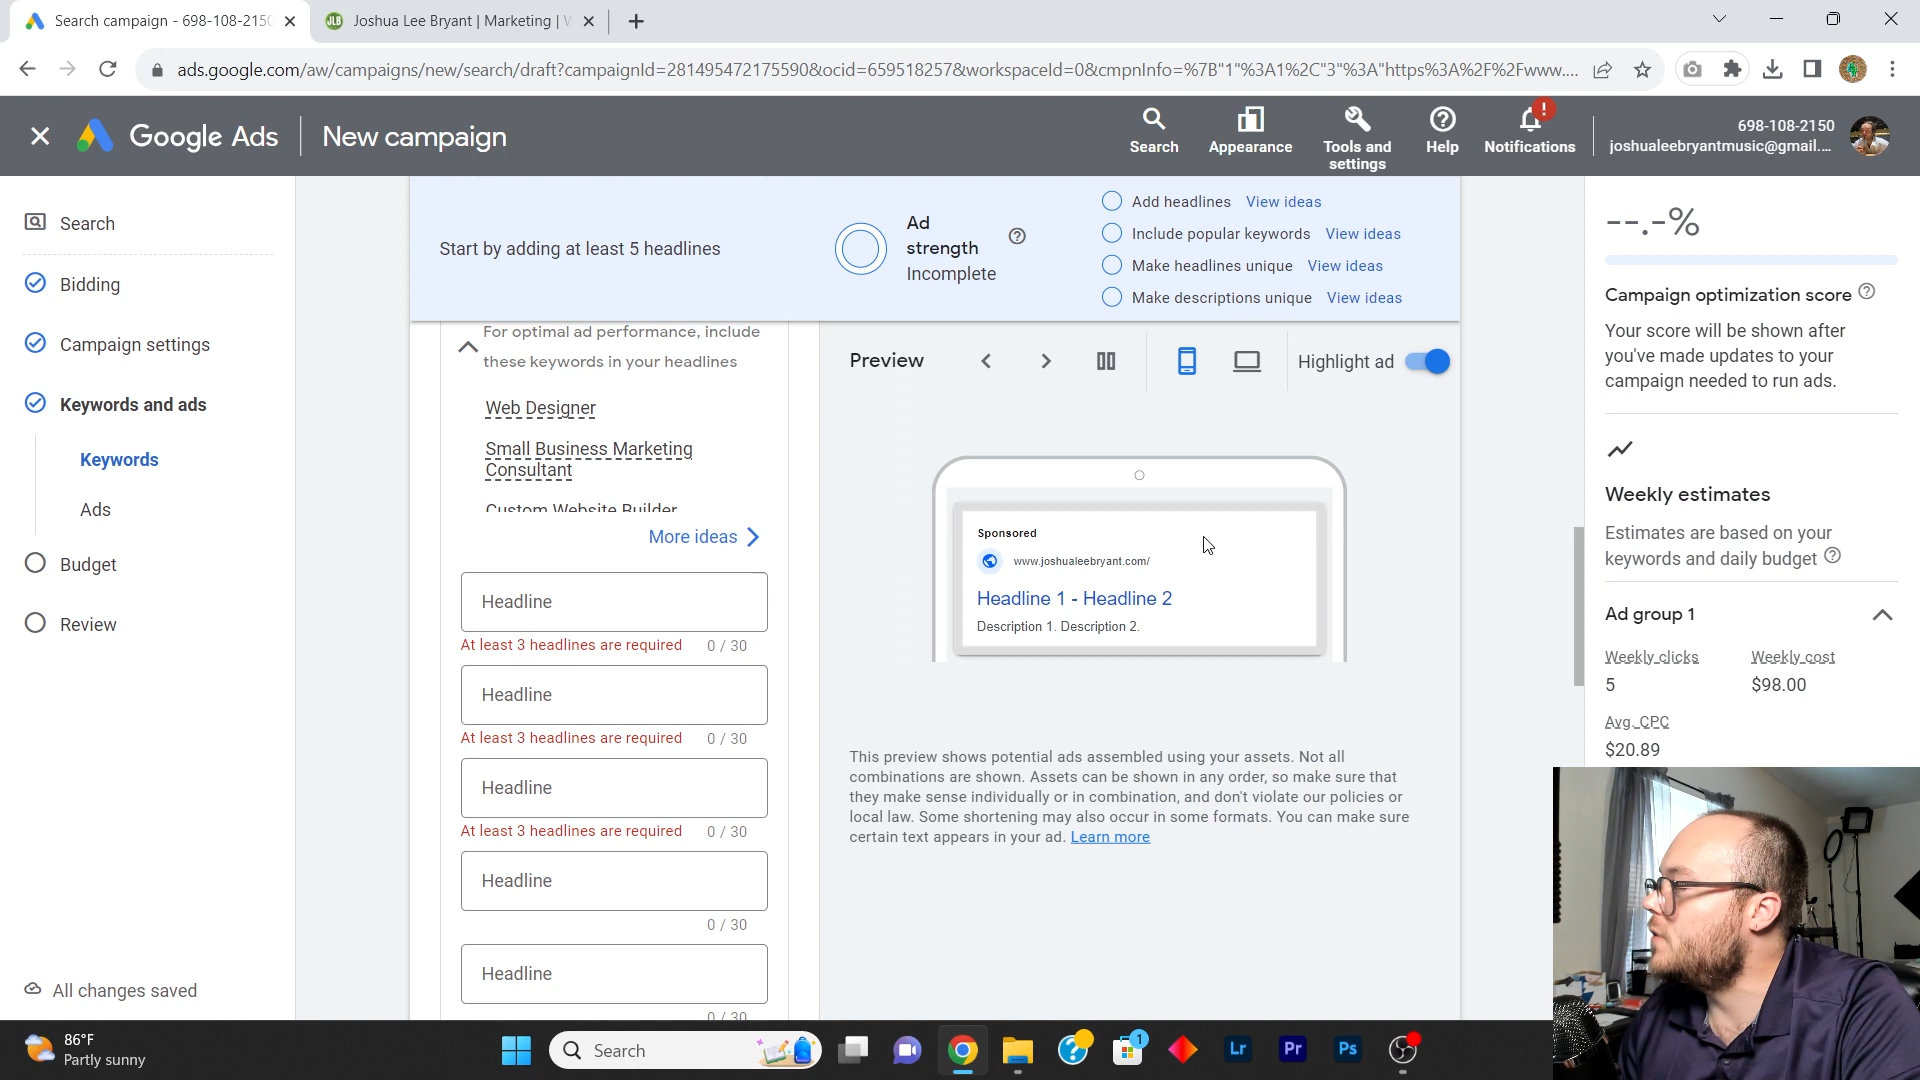 Search campaign - 698-108-2150
Joshua Lee Bryant | Marketing |
ads.google.com/aw/campaigns/new/search/draft?campaignId=281495472175590&ocid=659518257&workspaceId=0&cmpnInfo=%7B"1"%3A1%2C"3"%3A"https%3A%2F%2Fwww....
Google Ads
New campaign
Search
Appearance
Tools and
settings
Help
Notifications
!
698-108-2150
joshualeebryantmusic@gmail....
Search
Bidding
Campaign settings
Keywords and ads
Keywords
Ads
Budget
Review
All changes saved
Start by adding at least 5 headlines
Ad
strength
Incomplete
Add headlines View ideas
Include popular keywords View ideas
Make headlines unique View ideas
Make descriptions unique View ideas
For optimal ad performance, include
these keywords in your headlines
Web Designer
Small Business Marketing
Consultant
Custom Website Builder
More ideas
Headline
At least 3 headlines are required 0 / 30
Headline
At least 3 headlines are required 0 / 30
Headline
At least 3 headlines are required 0 / 30
Headline
0 / 30
Headline
0 / 30
Preview
Highlight ad
Sponsored
www.joshualeebryant.com/
Headline 1 - Headline 2
Description 1. Description 2.
This preview shows potential ads assembled using your assets. Not all
combinations are shown. Assets can be shown in any order, so make sure that
they make sense individually or in combination, and don't violate our policies or
local law. Some shortening may also occur in some formats. You can make sure
certain text appears in your ad. Learn more
--.-%
Campaign optimization score
Your score will be shown after
you've made updates to your
campaign needed to run ads.
Weekly estimates
Estimates are based on your
keywords and daily budget
Ad group 1
Weekly clicks Weekly cost
5 $98.00
Avg. CPC
$20.89
86°F
Partly sunny
Search
1
Lr
Pr
Ps